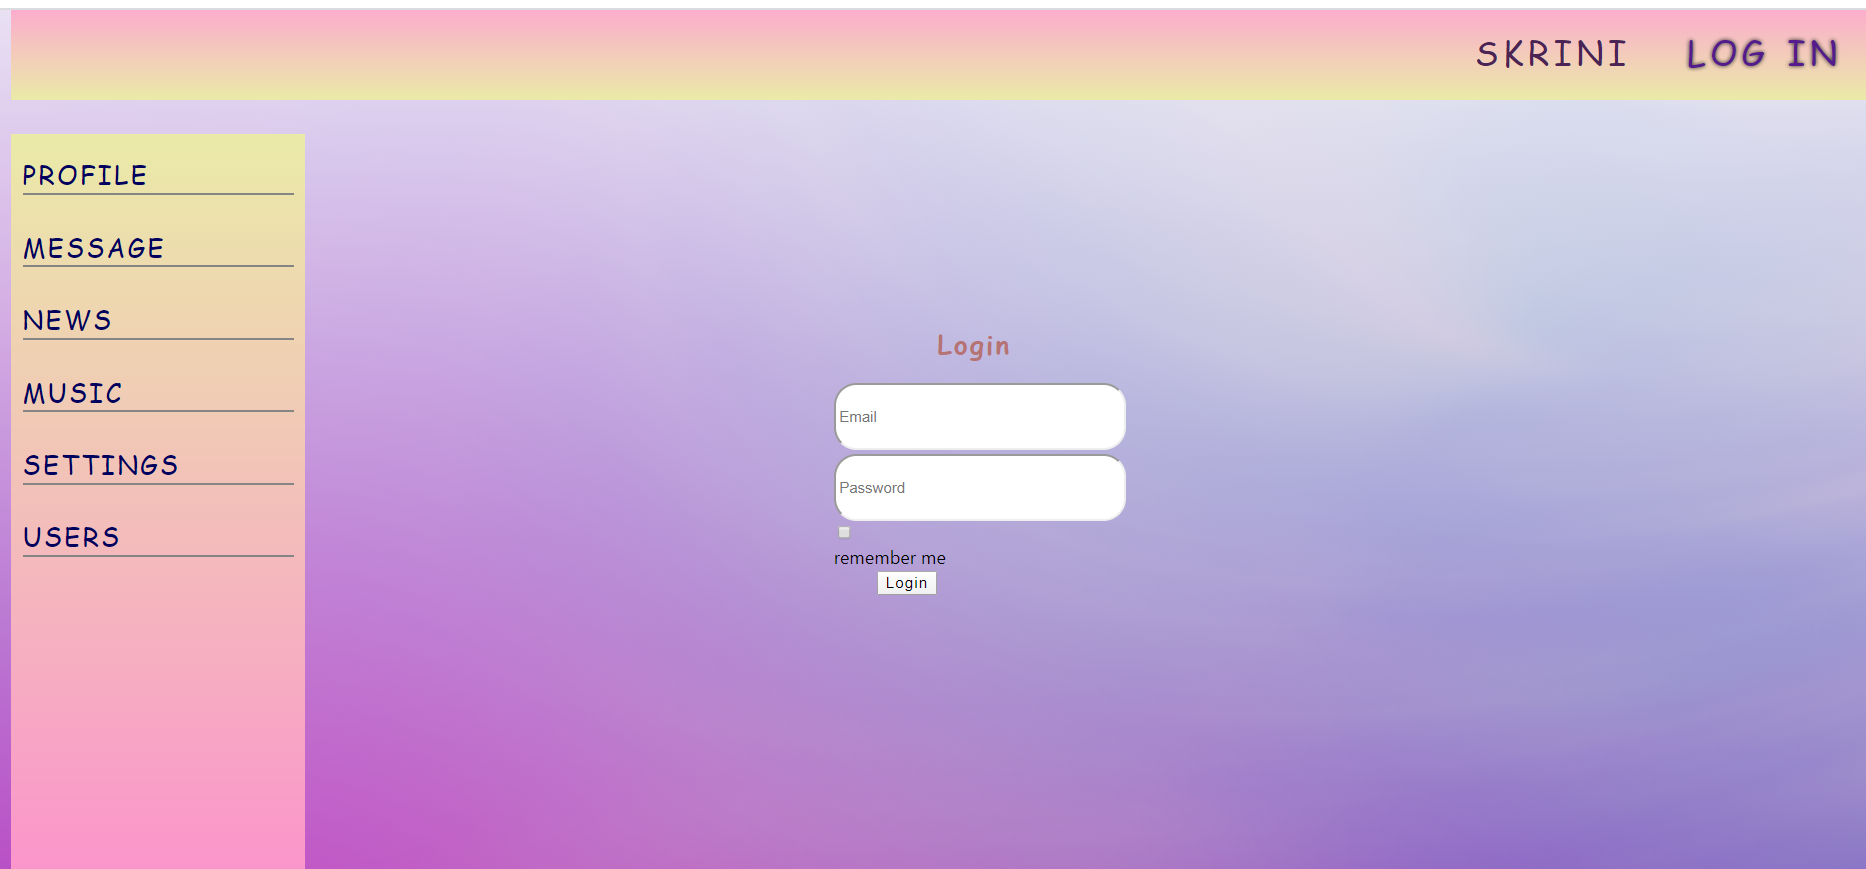 SKRINI LOG IN
PROFILE
MESSAGE
NEWS
MUSIC
SETTINGS
USERS
Login
Email
Password
remember me
Login